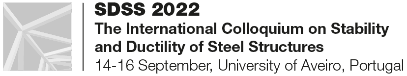 SDSS 2022
The International Colloquium on Stability
and Ductility of Steel Structures
14-16 September, University of Aveiro, Portugal